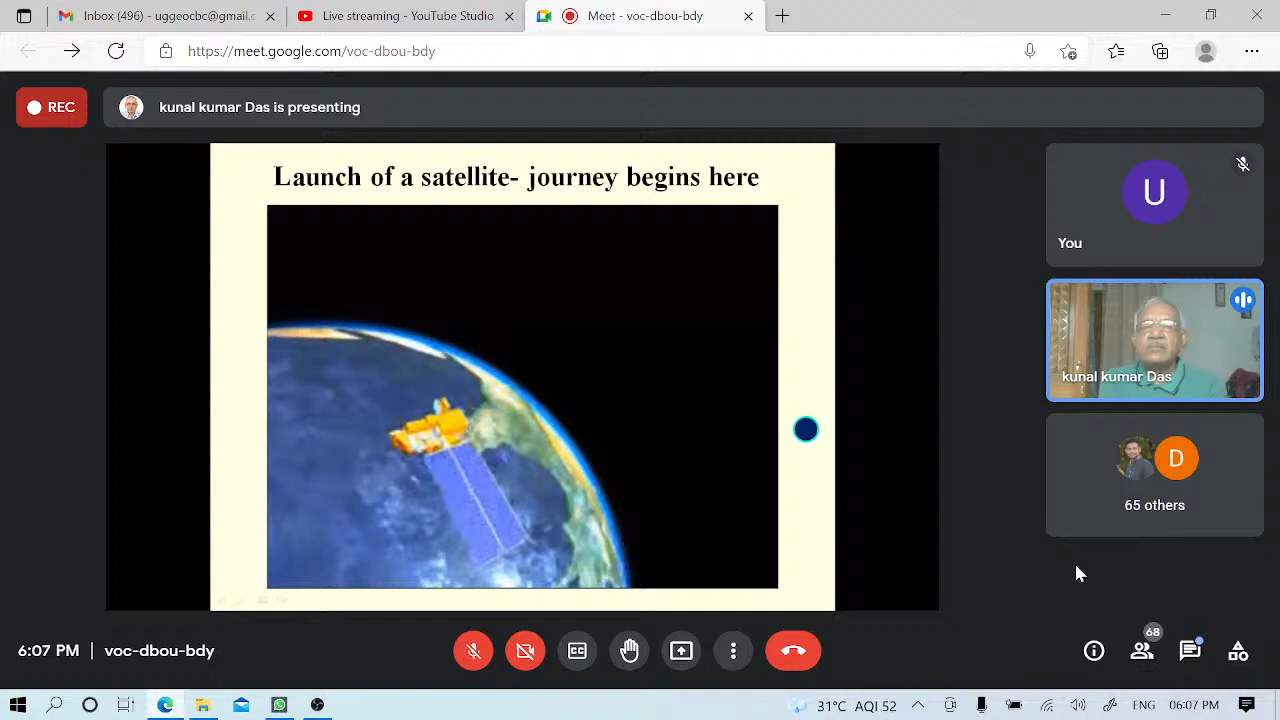 Inbox (496) - uggeocb@gmail.c
Live streaming - YouTube Studio
Meet - voc-dbou-bdy
https://meet.google.com/voc-dbou-bdy
REC
kunal kumar Das is presenting
Launch of a satellite- journey begins here
U
You
kunal kumar Das
D
65 others
6:07 PM | voc-dbou-bdy
CC
68
31°C AQI 52
06:07 PM